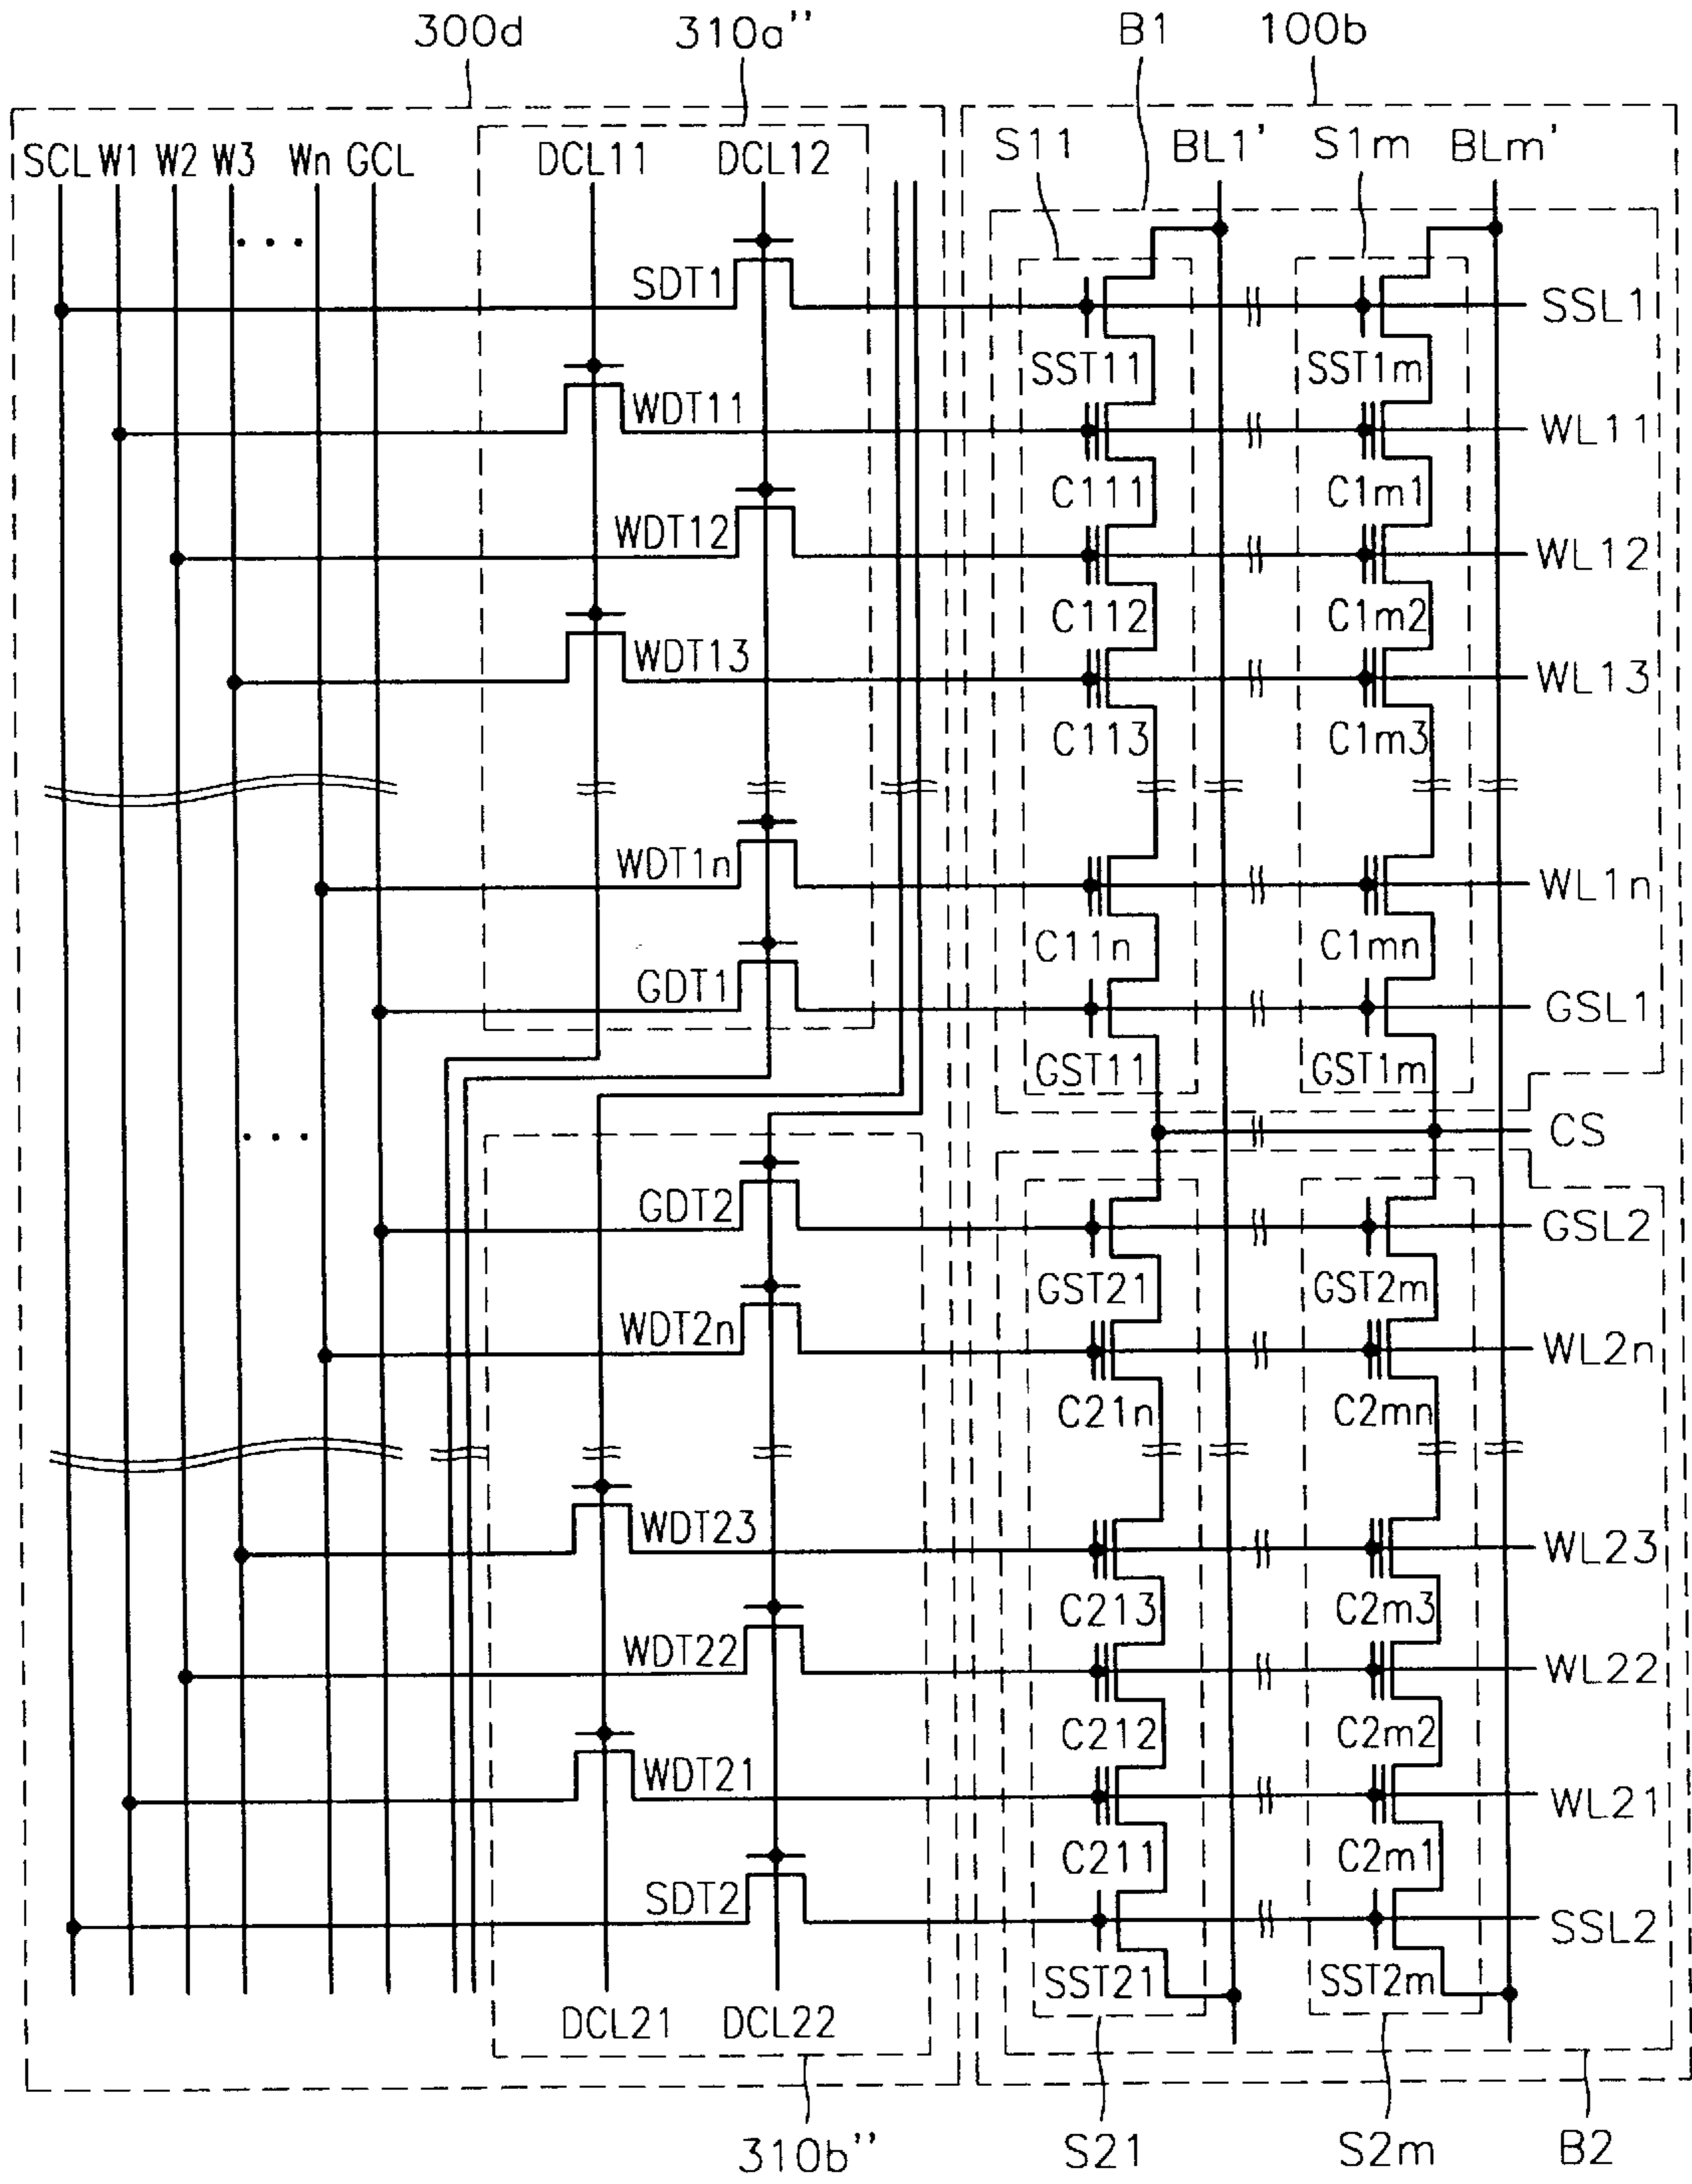 300d 310a'' B1 100b
SCL W1 W2 W3 Wn GCL DCL11 DCL12 S11 BL1' S1m BLm'
...
SDT1 SSL1
SST11 SST1m
WDT11 WL11
C111 C1m1
WDT12 WL12
C112 C1m2
WDT13 WL13
C113 C1m3
WDT1n WL1n
C11n C1mn
GDT1 GSL1
GST11 GST1m
... CS
GDT2 GSL2
GST21 GST2m
WDT2n WL2n
C21n C2mn
WDT23 WL23
C213 C2m3
WDT22 WL22
C212 C2m2
WDT21 WL21
C211 C2m1
SDT2 SSL2
SST21 SST2m
DCL21 DCL22
310b'' S21 S2m B2